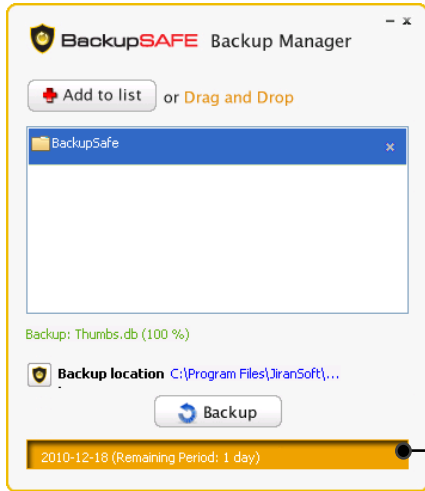 BackupSAFE Backup Manager
Add to list or Drag and Drop
BackupSafe
Backup: Thumbs.db (100 %)
Backup location C:\Program Files\JiranSoft\...
Backup
2010-12-18 (Remaining Period: 1 day)